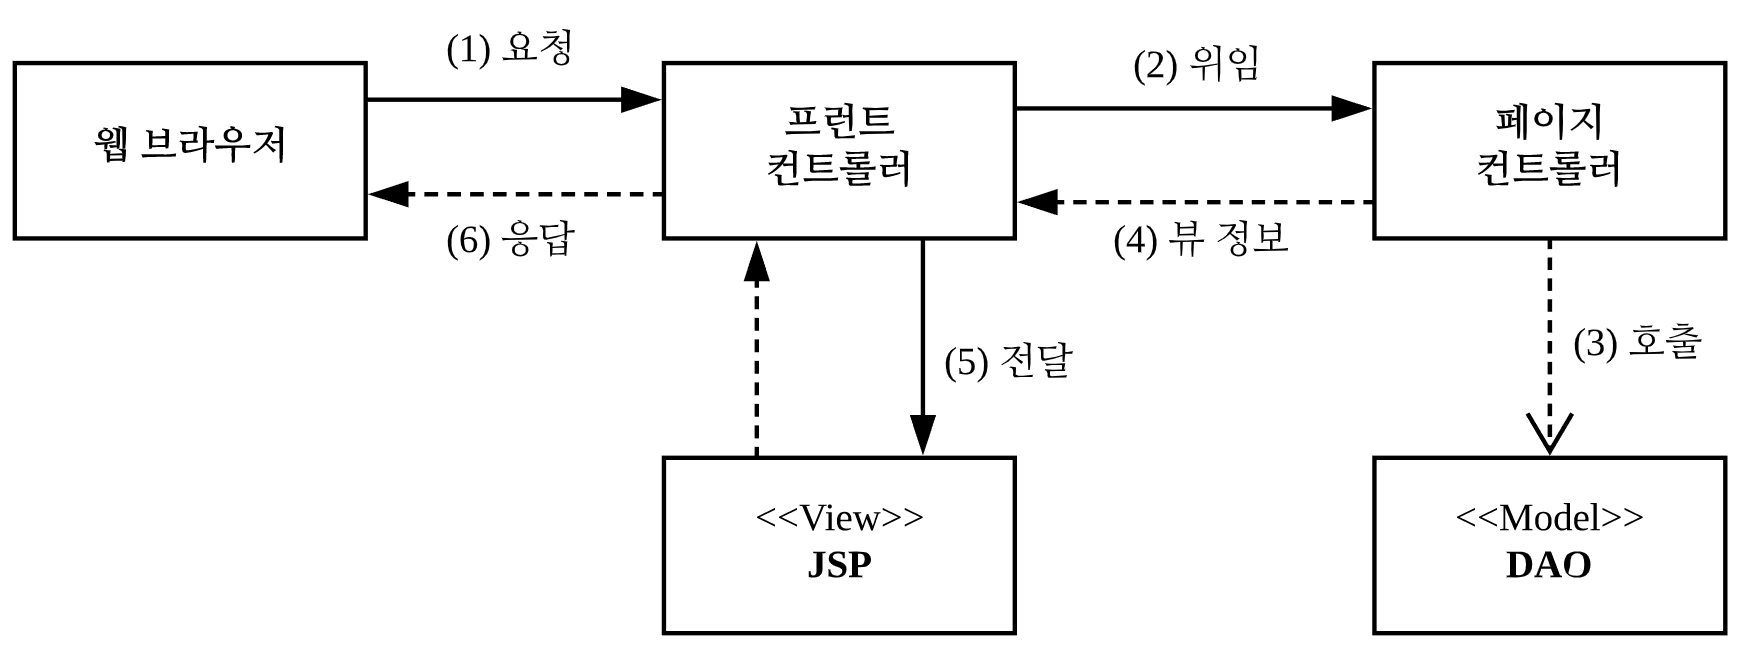 (1) 요청
(2) 위임
웹 브라우저
프런트
컨트롤러
페이지
컨트롤러
(6) 응답
(4) 뷰 정보
(5) 전달
(3) 호출
<<View>>
JSP
<<Model>>
DAO